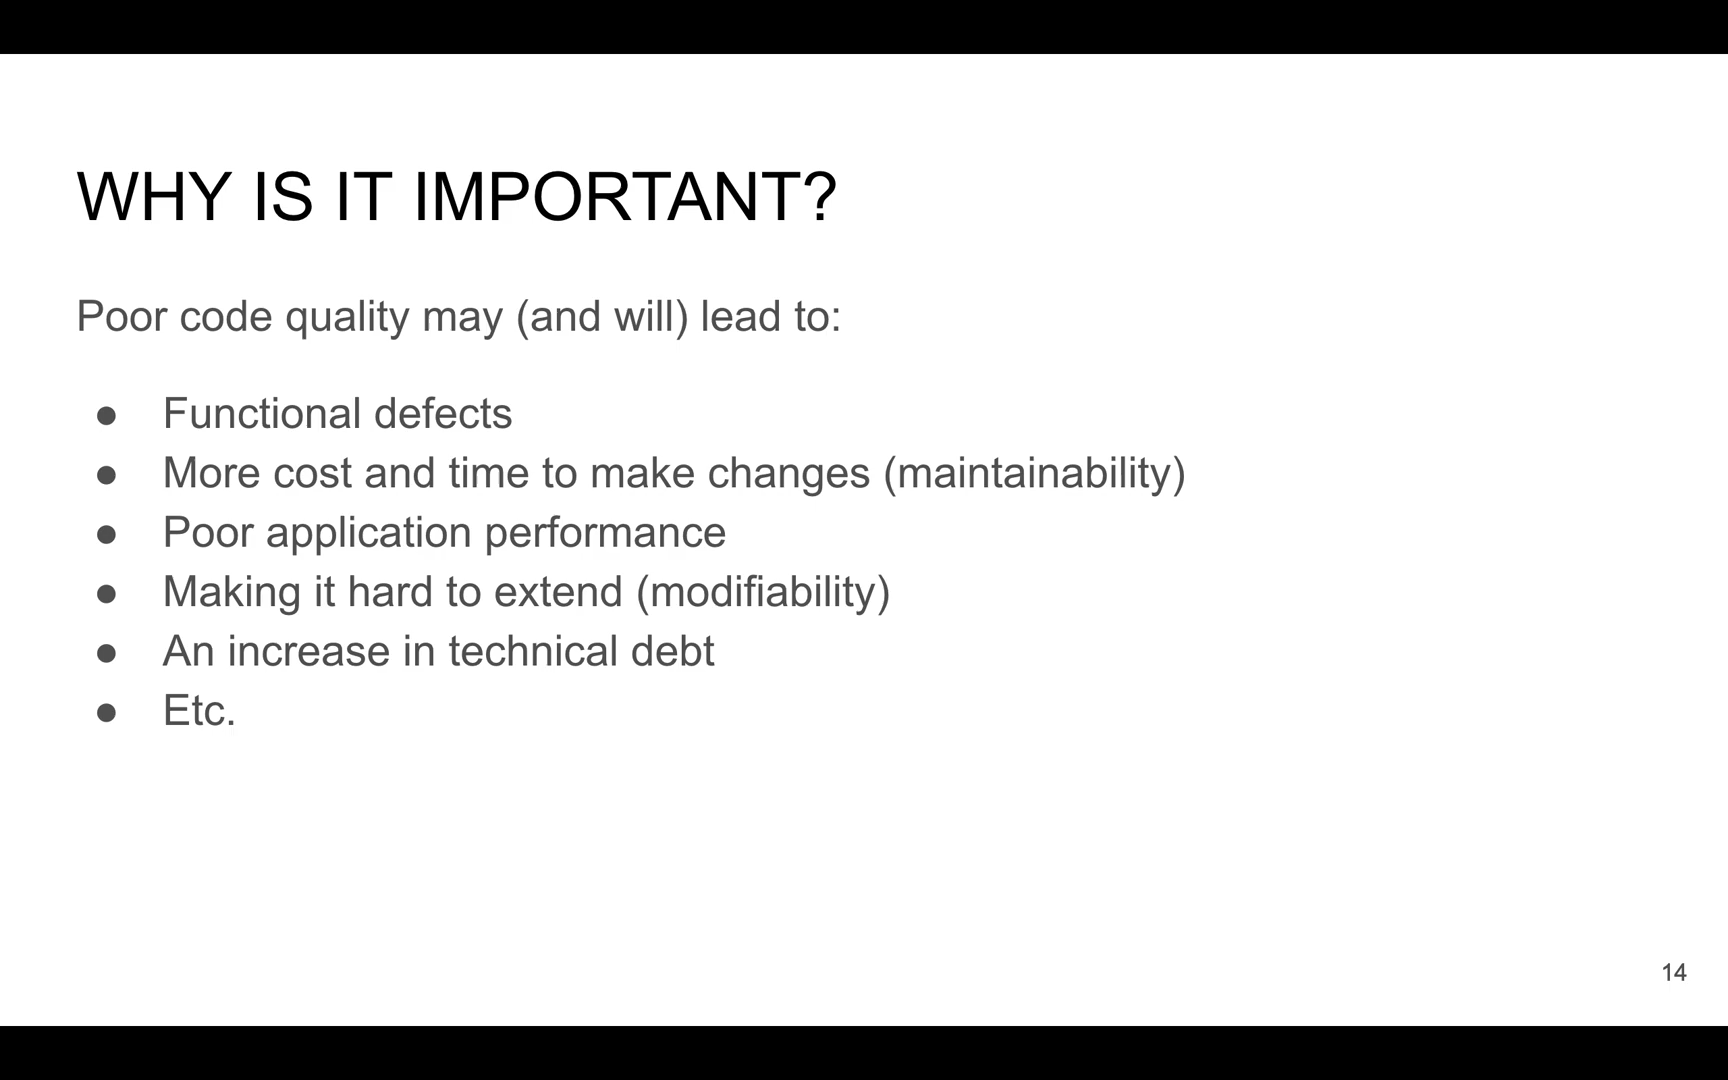 WHY IS IT IMPORTANT?
Poor code quality may (and will) lead to:
● Functional defects
● More cost and time to make changes (maintainability)
● Poor application performance
● Making it hard to extend (modifiability)
● An increase in technical debt
● Etc.
14